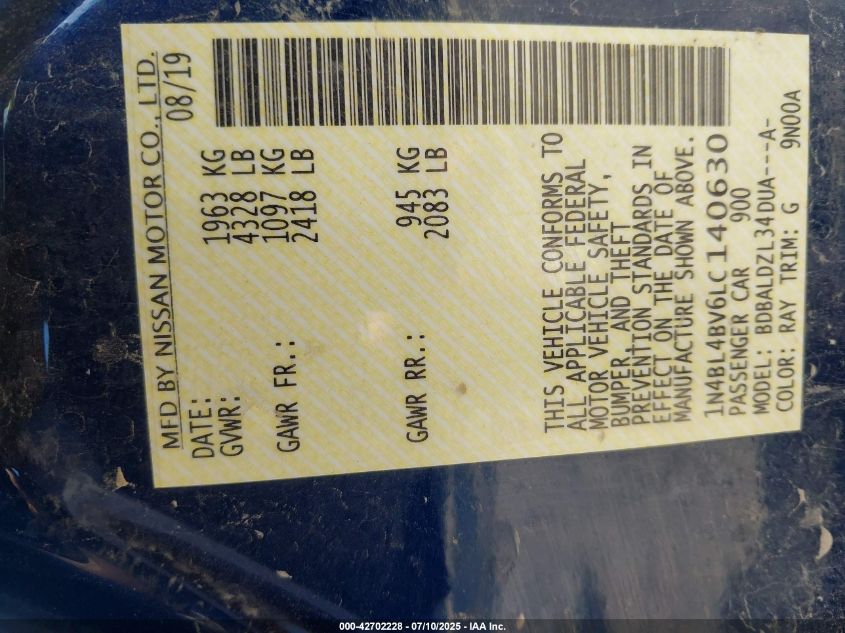 MFD BY NISSAN MOTOR CO., LTD.
DATE: 08/19
GVWR: 1963 KG
4328 LB
GAWR FR.: 1097 KG
2418 LB
GAWR RR.: 945 KG
2083 LB
THIS VEHICLE CONFORMS TO
ALL APPLICABLE FEDERAL
MOTOR VEHICLE SAFETY,
BUMPER, AND THEFT
PREVENTION STANDARDS IN
EFFECT ON THE DATE OF
MANUFACTURE SHOWN ABOVE.
1N4BL4BV6LC140630
PASSENGER CAR 900
MODEL: BDBALDZL34DUA---A-
COLOR: RAY TRIM: G 9N00A
000-42702228 - 07/10/2025 - IAA Inc.